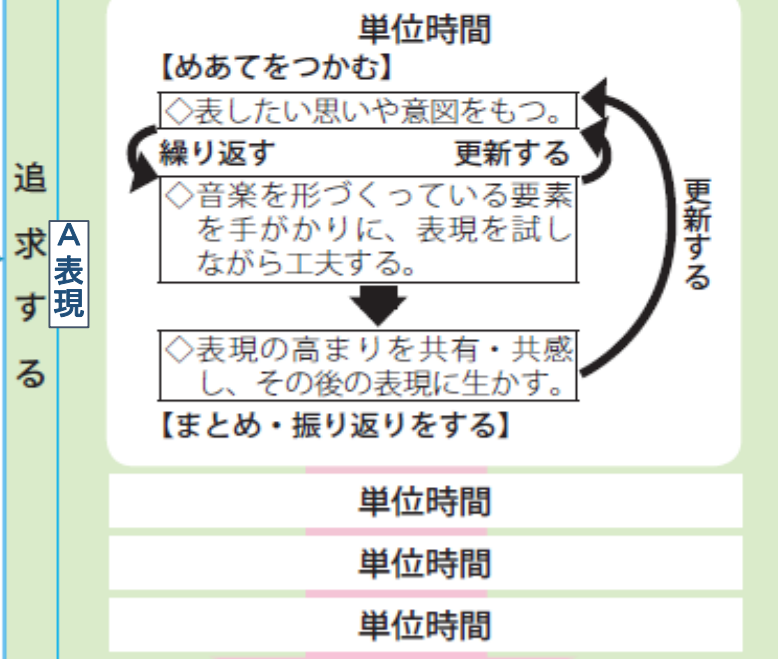 追求する
A表現
単位時間
【めあてをつかむ】
◇表したい思いや意図をもつ。
繰り返す 更新する
◇音楽を形づくっている要素
を手がかりに、表現を試し
ながら工夫する。
更新する
◇表現の高まりを共有・共感
し、その後の表現に生かす。
【まとめ・振り返りをする】
単位時間
単位時間
単位時間